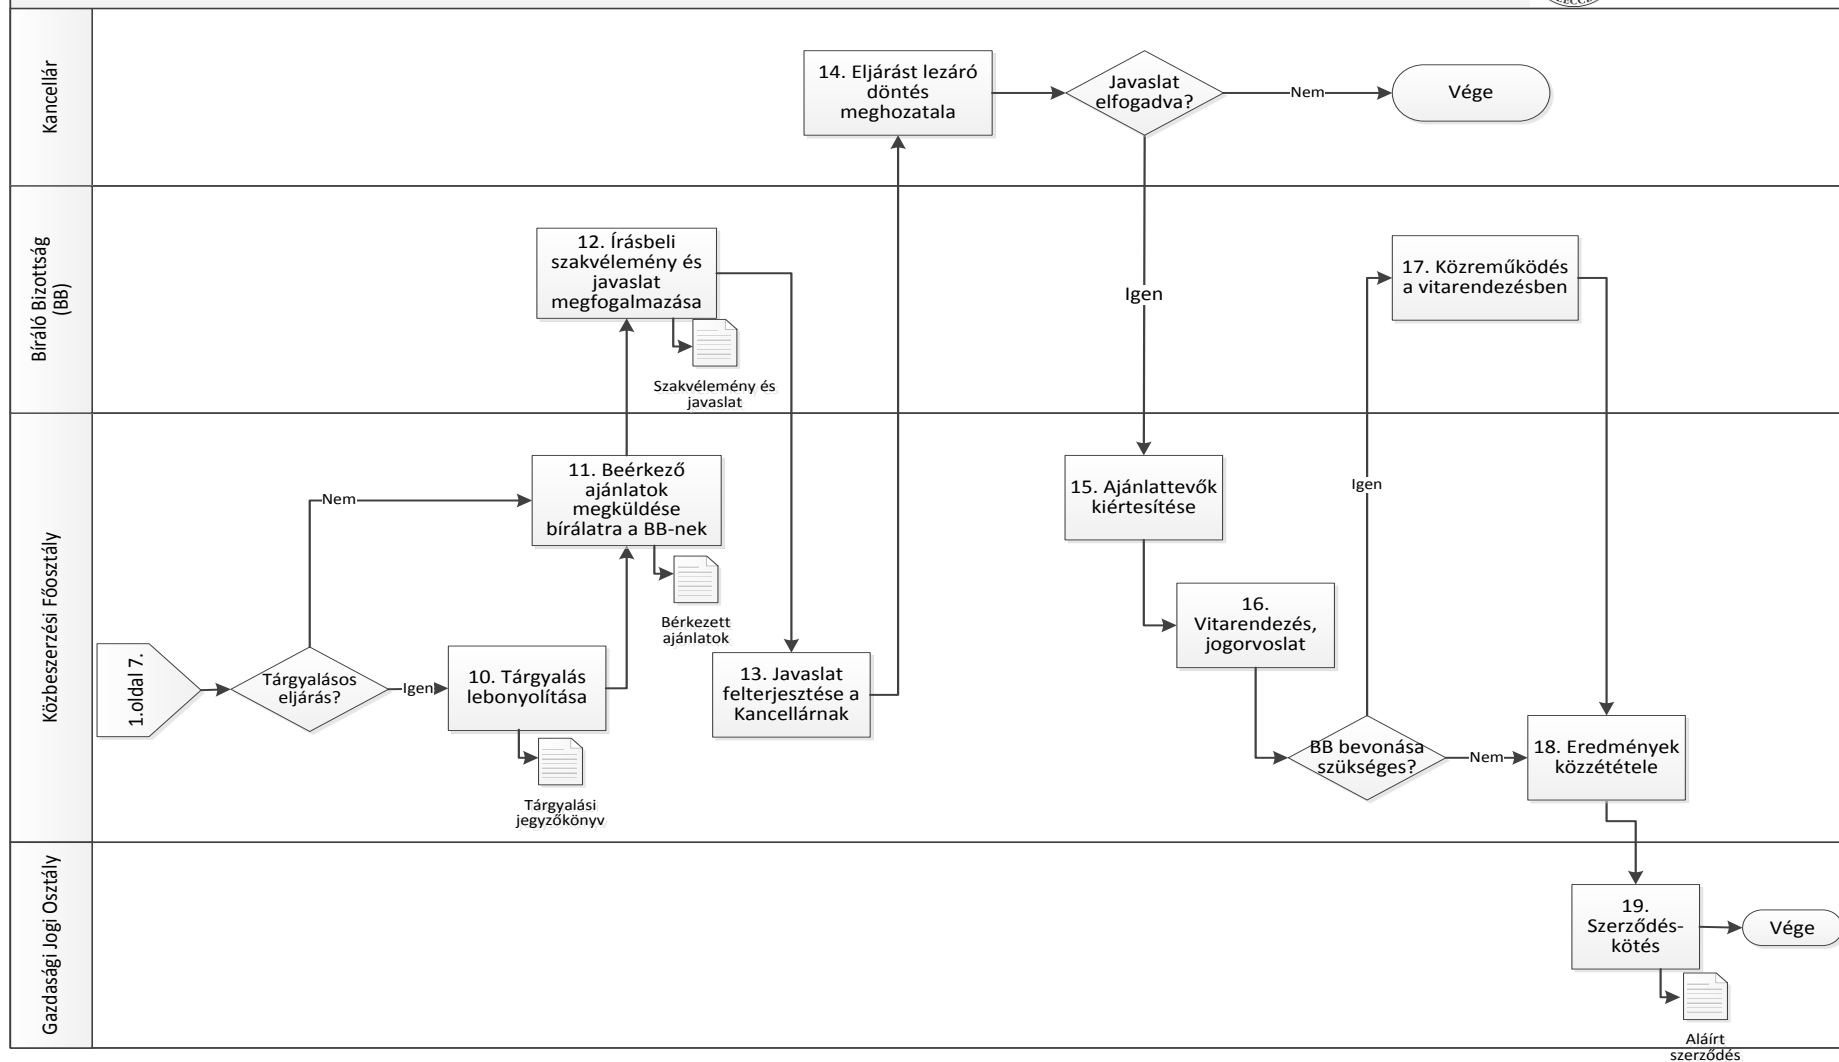 Kancellár
14. Eljárást lezáró
döntés
meghozatala
Javaslat
elfogadva?
Nem
Vége
Igen
Bíráló Bizottság
(BB)
12. Írásbeli
szakvélemény és
javaslat
megfogalmazása
Szakvélemény és
javaslat
17. Közreműködés
a vitarendezésben
Közbeszerzési Főosztály
1.oldal 7.
Tárgyalásos
eljárás?
Nem
Igen
10. Tárgyalás
lebonyolítása
Tárgyalási
jegyzőkönyv
11. Beérkező
ajánlatok
megküldése
bírálatra a BB-nek
Bérkezett
ajánlatok
13. Javaslat
felterjesztése a
Kancellárnak
15. Ajánlattevők
kiértesítése
16.
Vitarendezés,
jogorvoslat
BB bevonása
szükséges?
Igen
Nem
18. Eredmények
közzététele
Gazdasági Jogi Osztály
19.
Szerződés-
kötés
Vége
Aláírt
szerződés